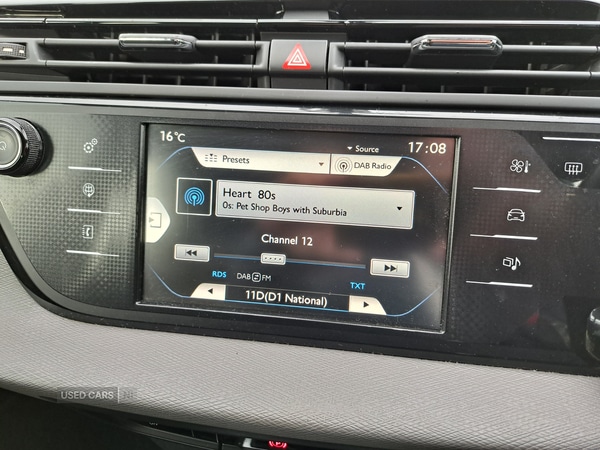 16°C
Source
17:08
Presets
DAB Radio
Heart 80s
0s: Pet Shop Boys with Suburbia
Channel 12
RDS
DAB
FM
TXT
11D(D1 National)
USED CARS